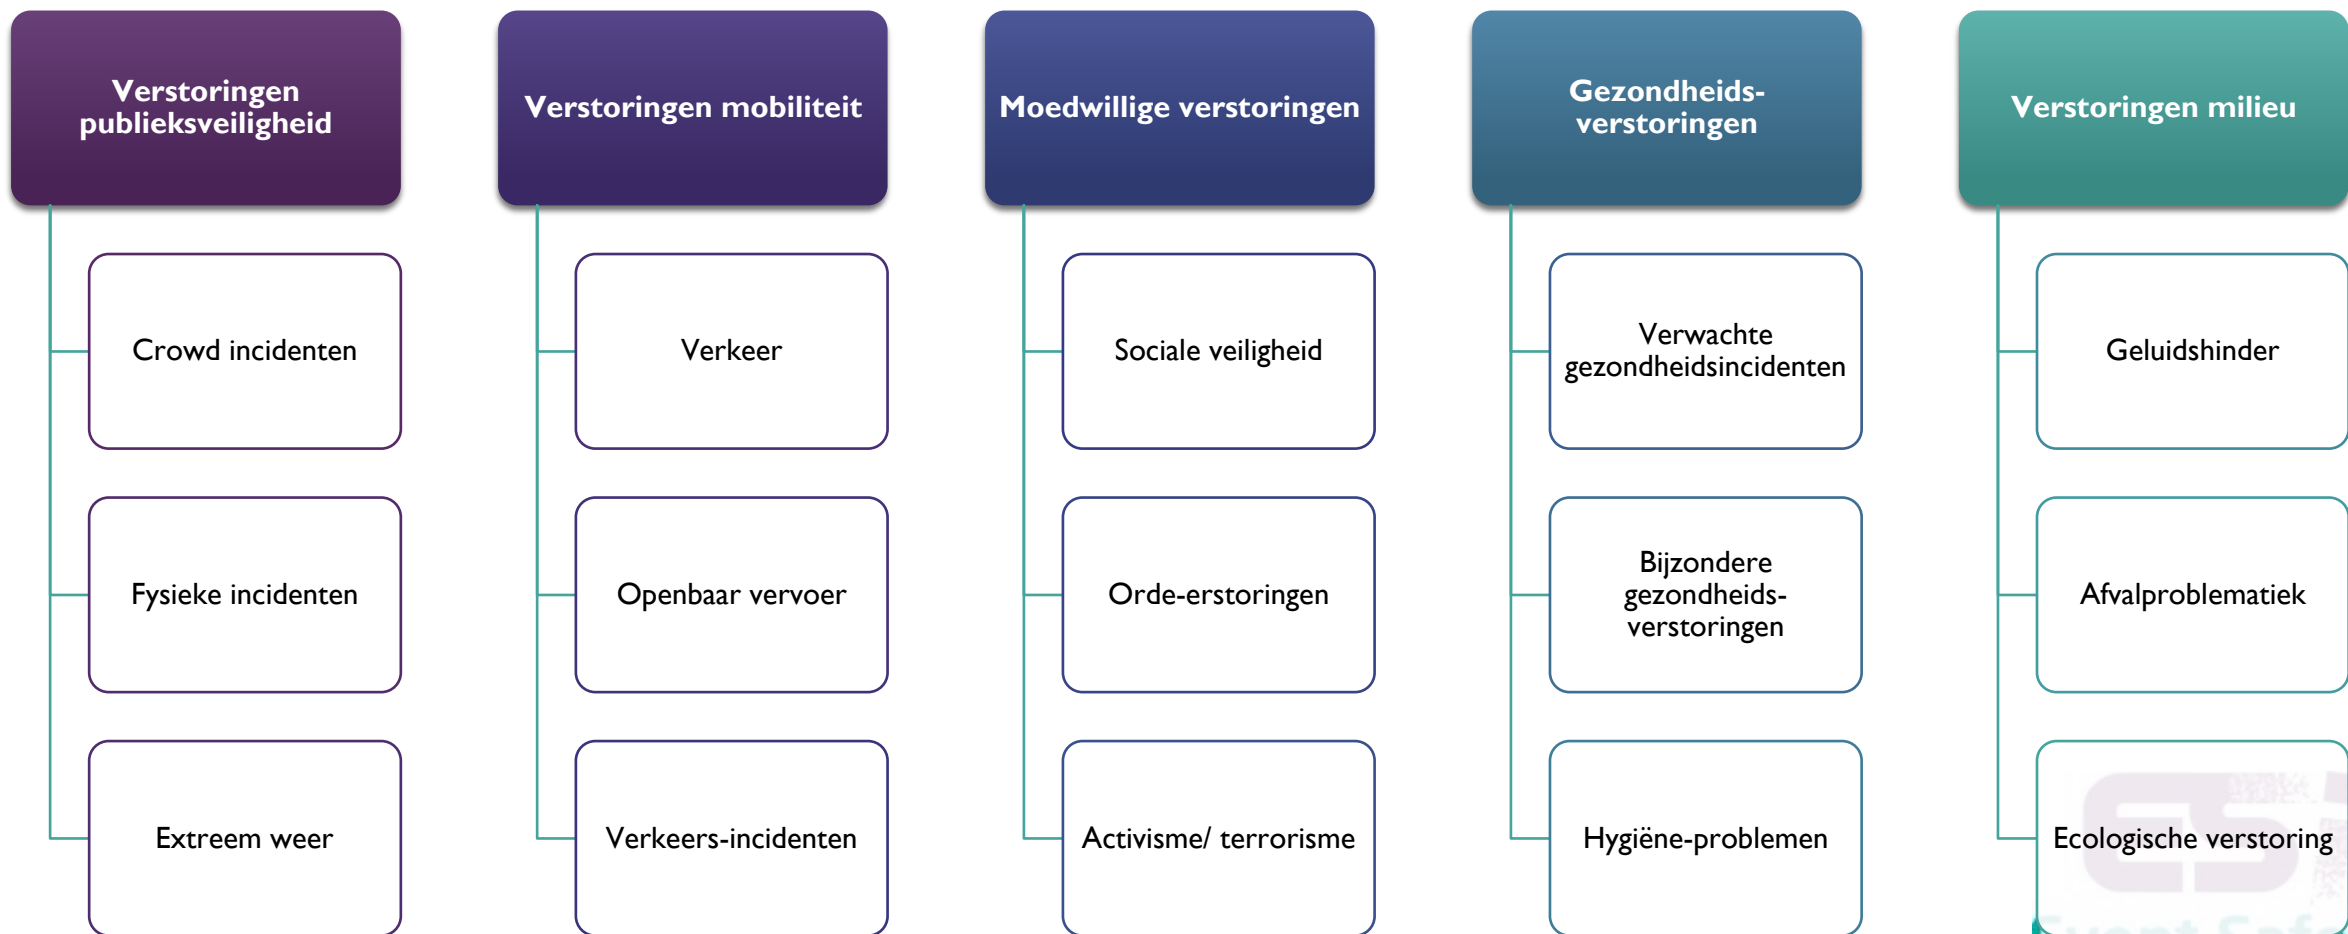 Verstoringen
publieksveiligheid
Crowd incidenten
Fysieke incidenten
Extreem weer
Verstoringen mobiliteit
Verkeer
Openbaar vervoer
Verkeers-incidenten
Moedwillige verstoringen
Sociale veiligheid
Orde-erstoringen
Activisme/ terrorisme
Gezondheids-
verstoringen
Verwachte
gezondheidsincidenten
Bijzondere
gezondheids-
verstoringen
Hygiëne-problemen
Verstoringen milieu
Geluidshinder
Afvalproblematiek
Ecologische verstoring
ES